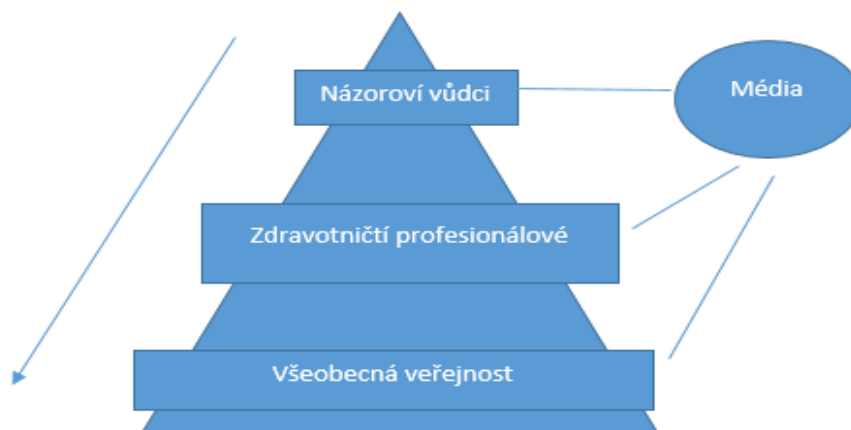 Názoroví vůdci
Média
Zdravotničtí profesionálové
Všeobecná veřejnost